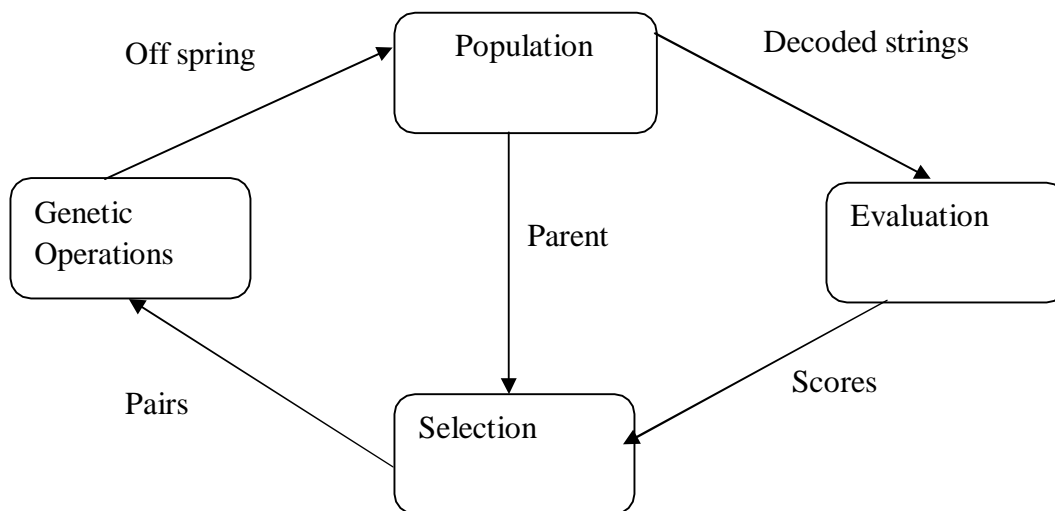 Population
Off spring
Decoded strings
Genetic
Operations
Evaluation
Parent
Pairs
Scores
Selection